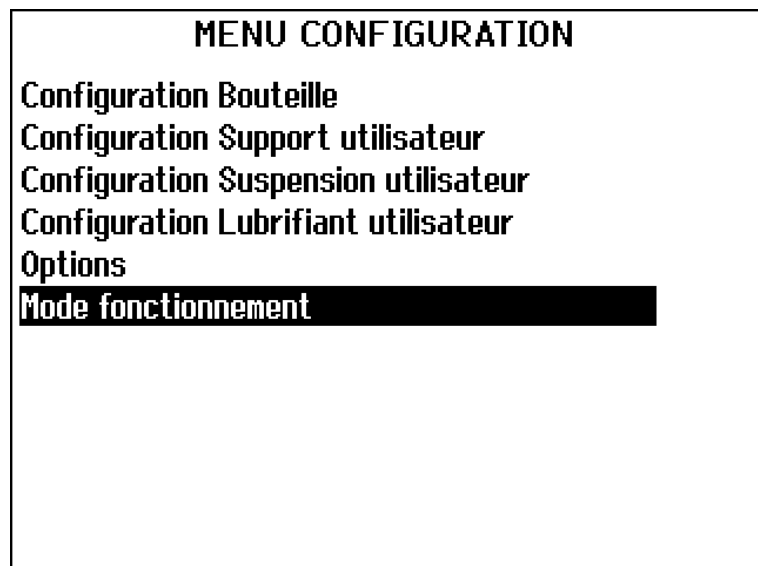 MENU CONFIGURATION
Configuration Bouteille
Configuration Support utilisateur
Configuration Suspension utilisateur
Configuration Lubrifiant utilisateur
Options
Mode fonctionnement